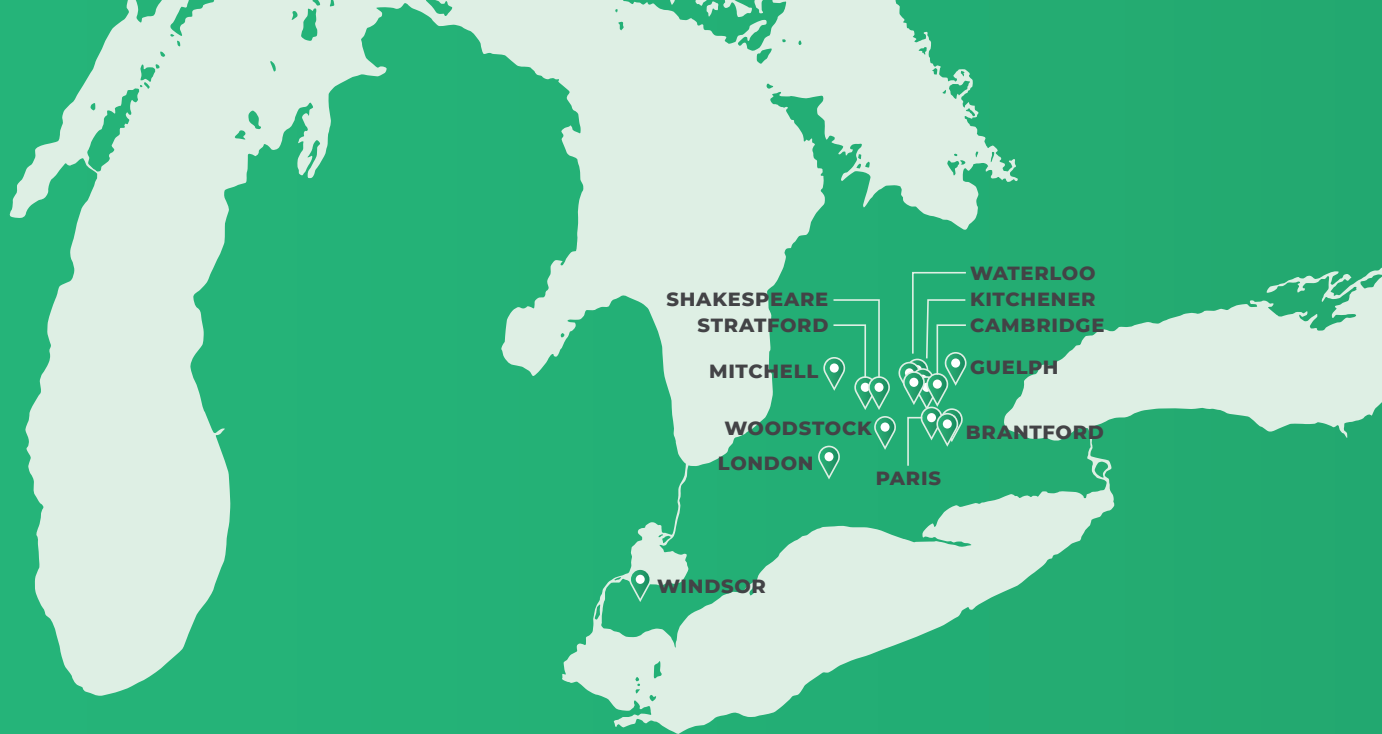 WATERLOO
SHAKESPEARE
KITCHENER
STRATFORD
CAMBRIDGE
MITCHELL
GUELPH
WOODSTOCK
BRANTFORD
LONDON
PARIS
WINDSOR